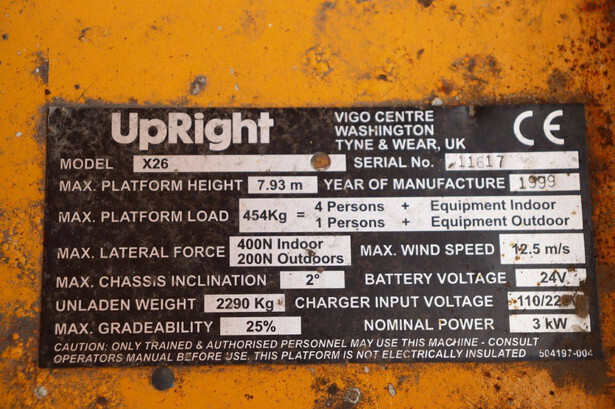 UpRight
VIGO CENTRE
WASHINGTON
TYNE & WEAR, UK
CE
MODEL X26 SERIAL No. 11617
MAX. PLATFORM HEIGHT 7.93 m YEAR OF MANUFACTURE 1999
MAX. PLATFORM LOAD 454Kg = 4 Persons + Equipment Indoor
1 Persons + Equipment Outdoor
MAX. LATERAL FORCE 400N Indoor
200N Outdoors
MAX. WIND SPEED 12.5 m/s
MAX. CHASSIS INCLINATION 2° BATTERY VOLTAGE 24V
UNLADEN WEIGHT 2290 Kg CHARGER INPUT VOLTAGE
MAX. GRADEABILITY 25% NOMINAL POWER 3 kW
CAUTION: ONLY TRAINED & AUTHORISED PERSONNEL MAY USE THIS MACHINE - CONSULT
OPERATORS MANUAL BEFORE USE. THIS PLATFORM IS NOT ELECTRICALLY INSULATED 504197-004